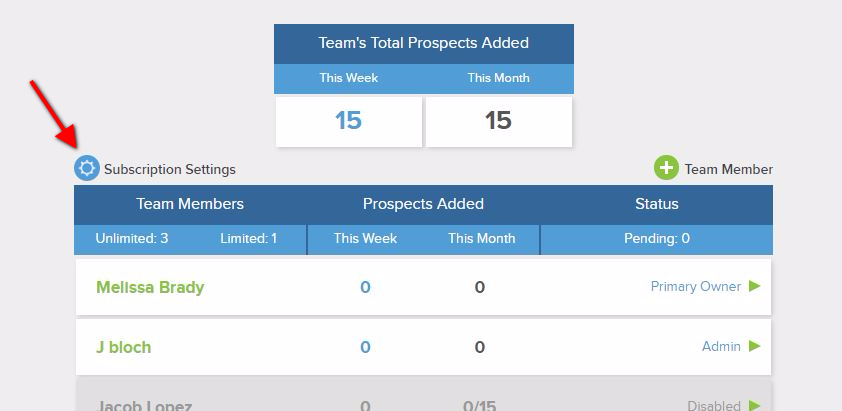 Team's Total Prospects Added
This Week This Month
15 15
Subscription Settings Team Member
Team Members Prospects Added Status
Unlimited: 3 Limited: 1 This Week This Month Pending: 0
Melissa Brady 0 0 Primary Owner
J bloch 0 0 Admin
Jacob Lopez 0 0/15 Disabled